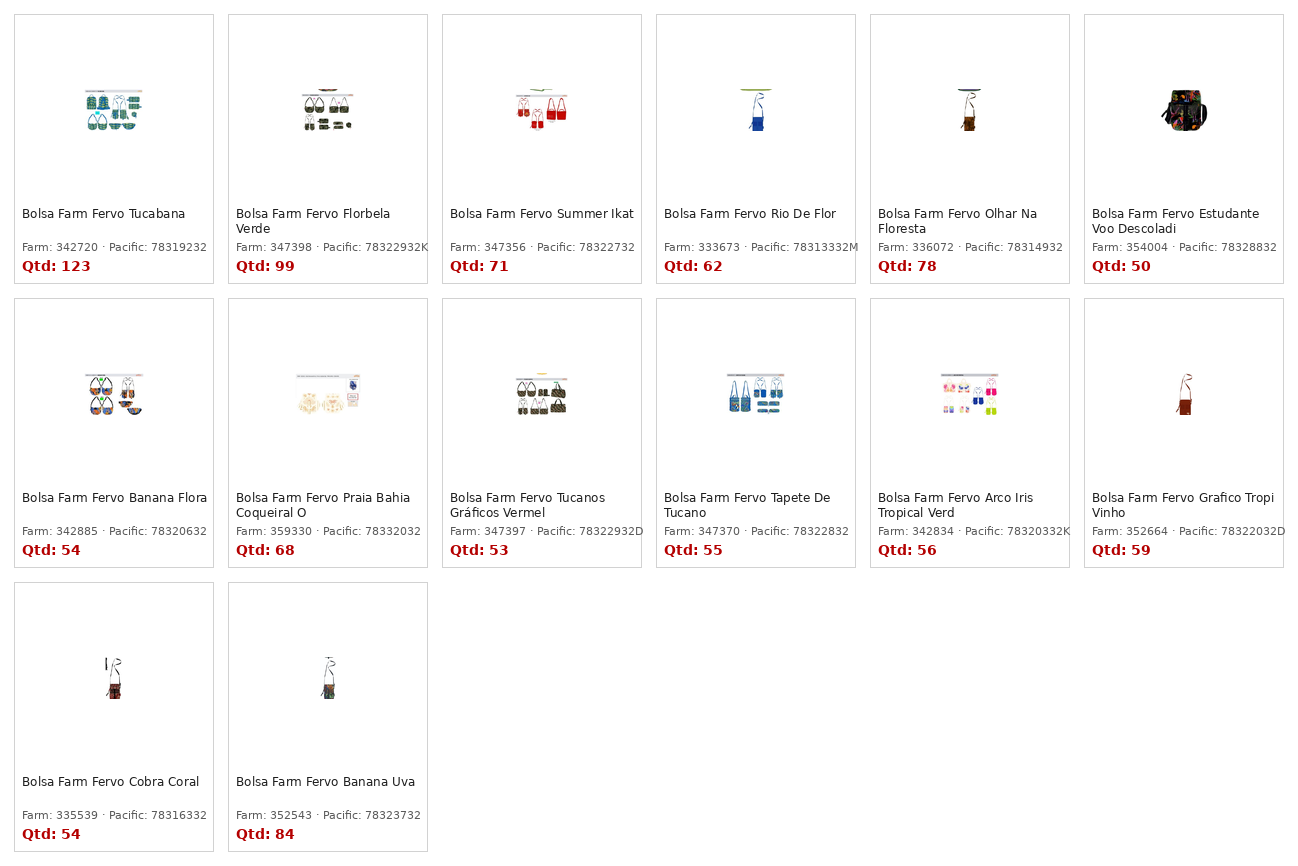 Bolsa Farm Fervo Tucabana
Farm: 342720 · Pacific: 78319232
Qtd: 123
Bolsa Farm Fervo Florbela
Verde
Farm: 347398 · Pacific: 78322932K
Qtd: 99
Bolsa Farm Fervo Summer Ikat
Farm: 347356 · Pacific: 78322732
Qtd: 71
Bolsa Farm Fervo Rio De Flor
Farm: 333673 · Pacific: 78313332M
Qtd: 62
Bolsa Farm Fervo Olhar Na
Floresta
Farm: 336072 · Pacific: 78314932
Qtd: 78
Bolsa Farm Fervo Estudante
Voo Descoladi
Farm: 354004 · Pacific: 78328832
Qtd: 50
Bolsa Farm Fervo Banana Flora
Farm: 342885 · Pacific: 78320632
Qtd: 54
Bolsa Farm Fervo Praia Bahia
Coqueiral O
Farm: 359330 · Pacific: 78332032
Qtd: 68
Bolsa Farm Fervo Tucanos
Gráficos Vermel
Farm: 347397 · Pacific: 78322932D
Qtd: 53
Bolsa Farm Fervo Tapete De
Tucano
Farm: 347370 · Pacific: 78322832
Qtd: 55
Bolsa Farm Fervo Arco Iris
Tropical Verd
Farm: 342834 · Pacific: 78320332K
Qtd: 56
Bolsa Farm Fervo Grafico Tropi
Vinho
Farm: 352664 · Pacific: 78322032D
Qtd: 59
Bolsa Farm Fervo Cobra Coral
Farm: 335539 · Pacific: 78316332
Qtd: 54
Bolsa Farm Fervo Banana Uva
Farm: 352543 · Pacific: 78323732
Qtd: 84